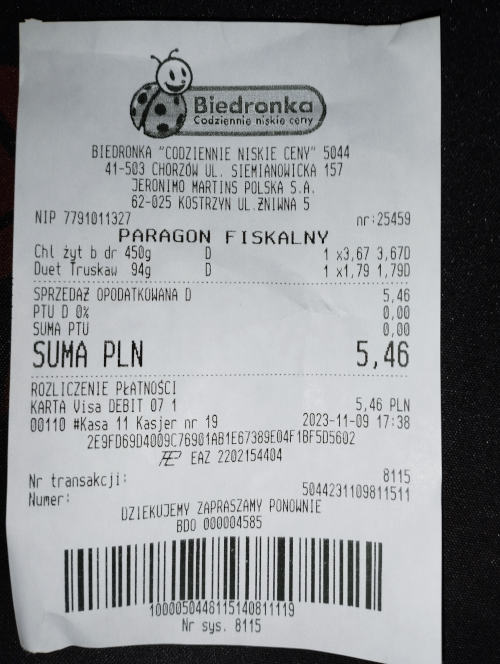 Biedronka
Codziennie niskie ceny
BIEDRONKA "CODZIENNIE NISKIE CENY" 5044
41-503 CHORZÓW UL. SIEMIANOWICKA 157
JERONIMO MARTINS POLSKA S.A.
62-025 KOSTRZYN UL.ŻNIWNA 5
NIP 7791011327 nr:25459
PARAGON FISKALNY
Chl żyt b dr 450g D 1 x3,67 3,67D
Duet Truskaw 94g D 1 x1,79 1,79D
SPRZEDAŻ OPODATKOWANA D 5,46
PTU D 0% 0,00
SUMA PTU 0,00
SUMA PLN 5,46
ROZLICZENIE PŁATNOŚCI
KARTA Visa DEBIT 07 1 5,46 PLN
00110 #Kasa 11 Kasjer nr 19 2023-11-09 17:38
2E9FD69D4009C76901AB1E67389E04F1BF5D5602
EAZ 2202154404
Nr transakcji: 8115
Numer: 5044231109811511
DZIĘKUJEMY ZAPRASZAMY PONOWNIE
BDO 000004585
1000050448115140811119
Nr sys. 8115